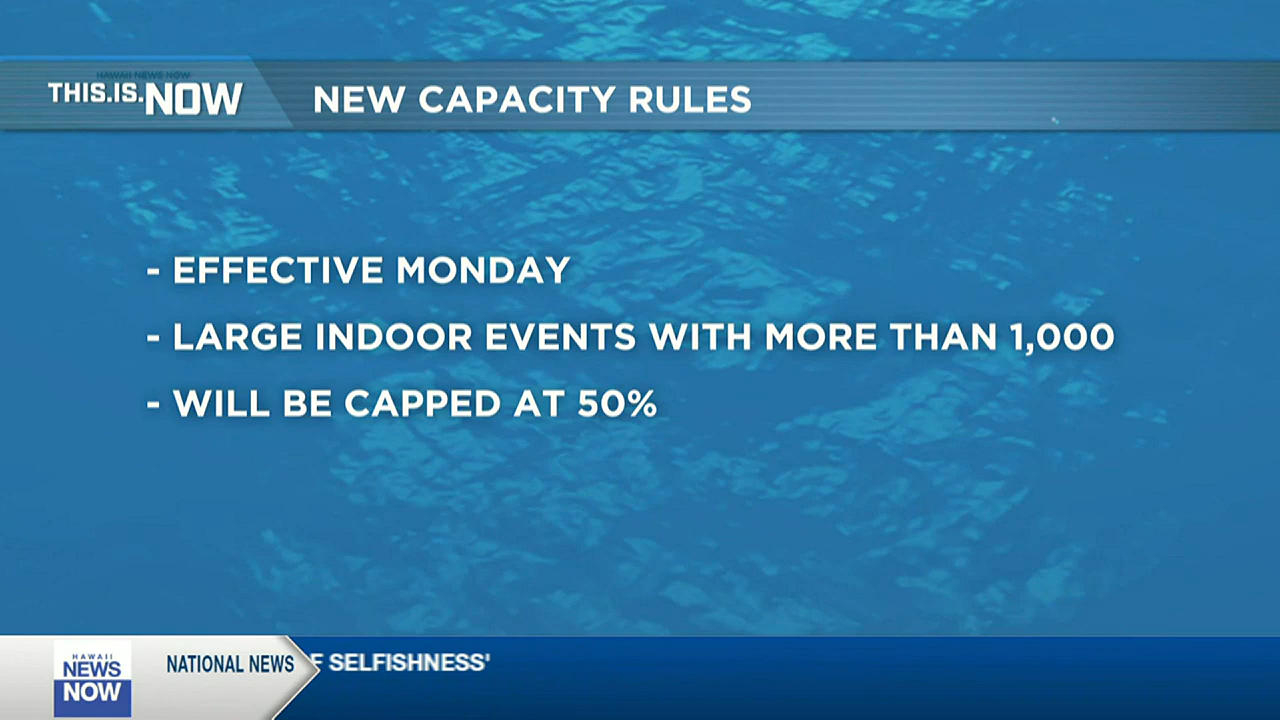 HAWAII NEWS NOW
THIS.IS.NOW
NEW CAPACITY RULES
- EFFECTIVE MONDAY
- LARGE INDOOR EVENTS WITH MORE THAN 1,000
- WILL BE CAPPED AT 50%
HAWAII
NEWS
NOW
NATIONAL NEWS
F SELFISHNESS'